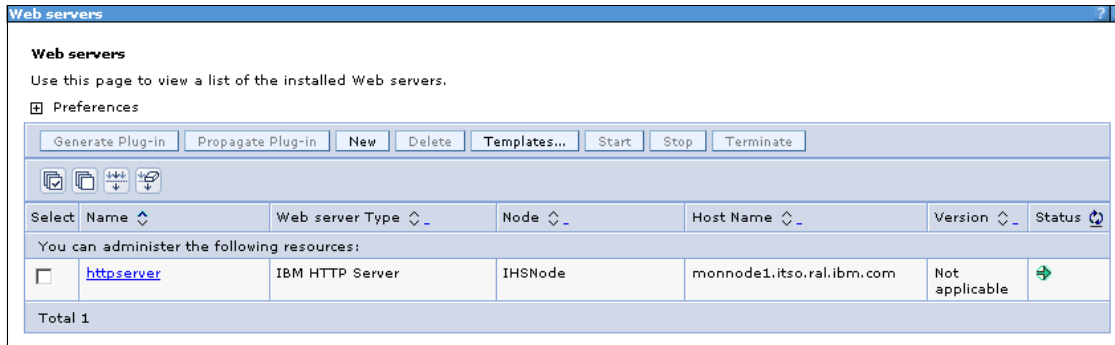 Web servers ?
Web servers
Use this page to view a list of the installed Web servers.
Preferences
Generate Plug-in Propagate Plug-in New Delete Templates... Start Stop Terminate
Select Name Web server Type Node Host Name Version Status
You can administer the following resources:
httpserver IBM HTTP Server IHSNode monnode1.itso.ral.ibm.com Not applicable
Total 1